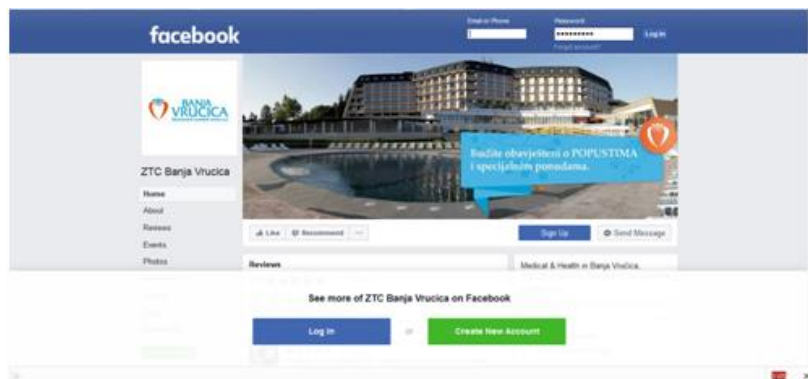 facebook
Email or Phone
Password
Log In
Forgot account?
BANJA
VRUĆICA
ZTC Banja Vrucica
Home
About
Reviews
Events
Photos
Budite obavješteni o POPUSTIMA
i specijalnim ponudama.
Like
Recommend
Sign Up
Send Message
Reviews
Medical & Health in Banja Vrućica,
See more of ZTC Banja Vrucica on Facebook
Log In
or
Create New Account